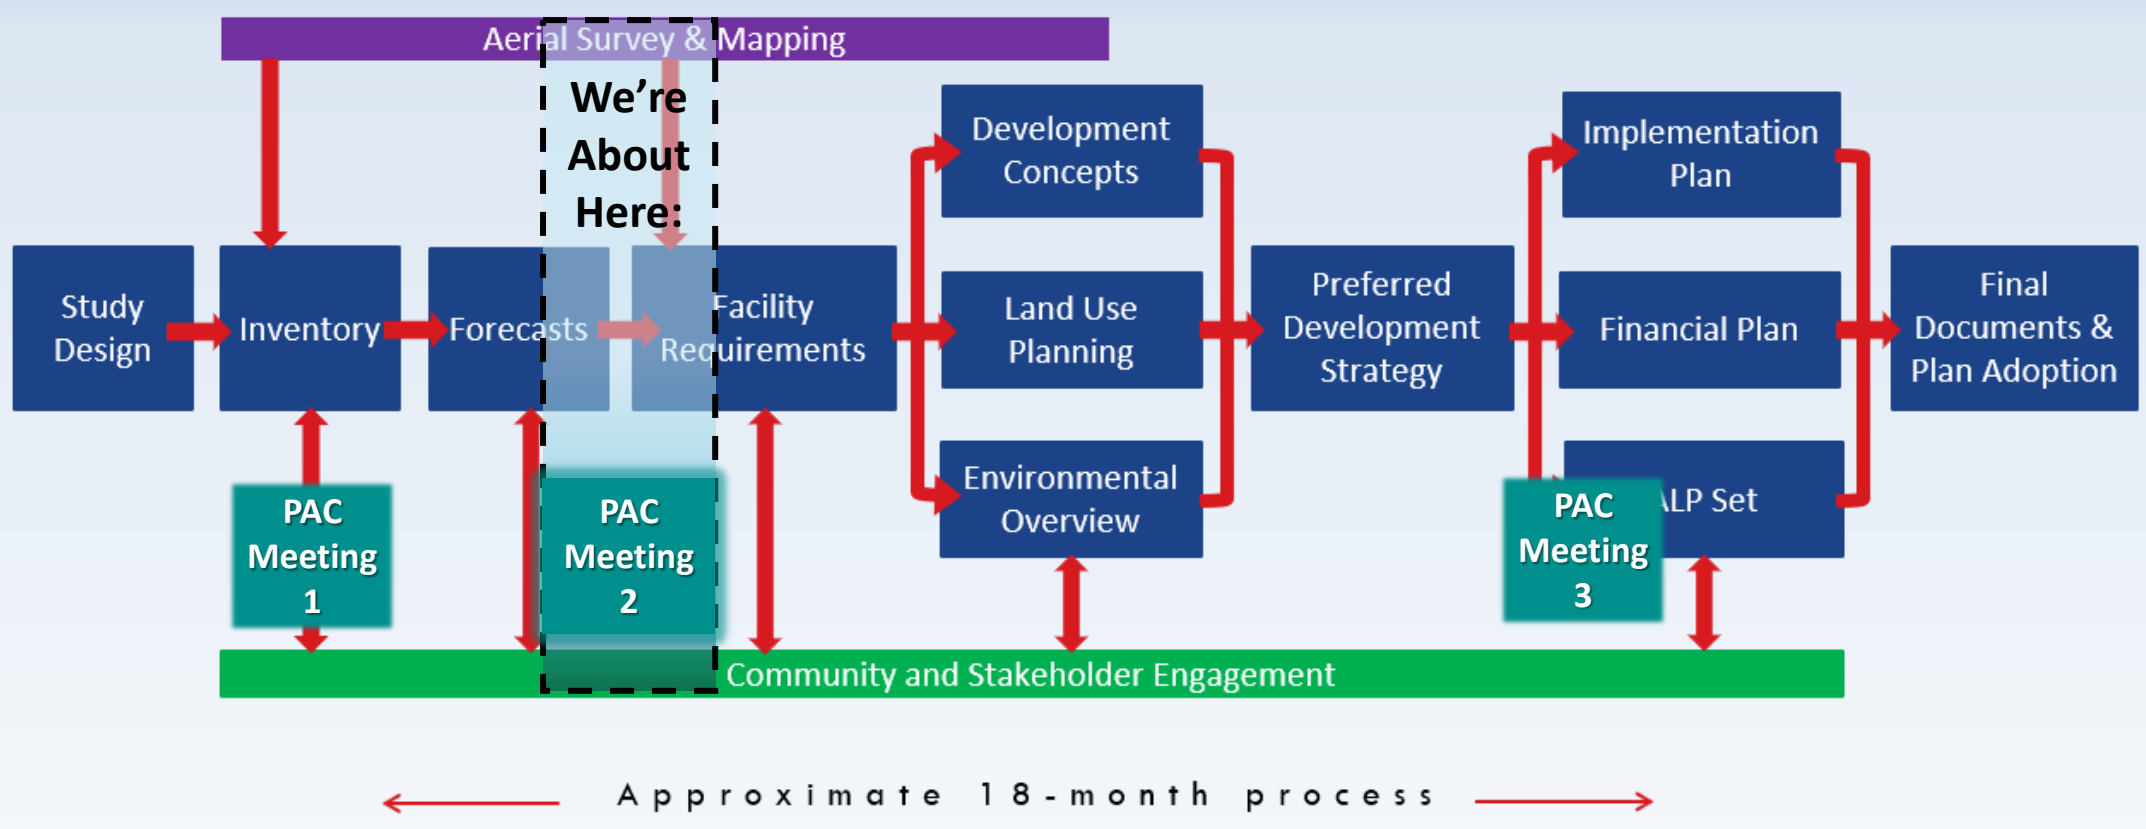 Aerial Survey & Mapping
We're
About
Here:
Development
Concepts
Implementation
Plan
Study
Design
Inventory
Forecasts
Facility
Requirements
Land Use
Planning
Preferred
Development
Strategy
Financial Plan
Final
Documents &
Plan Adoption
Environmental
Overview
ALP Set
PAC
Meeting
1
PAC
Meeting
2
PAC
Meeting
3
Community and Stakeholder Engagement
Approximate 18-month process